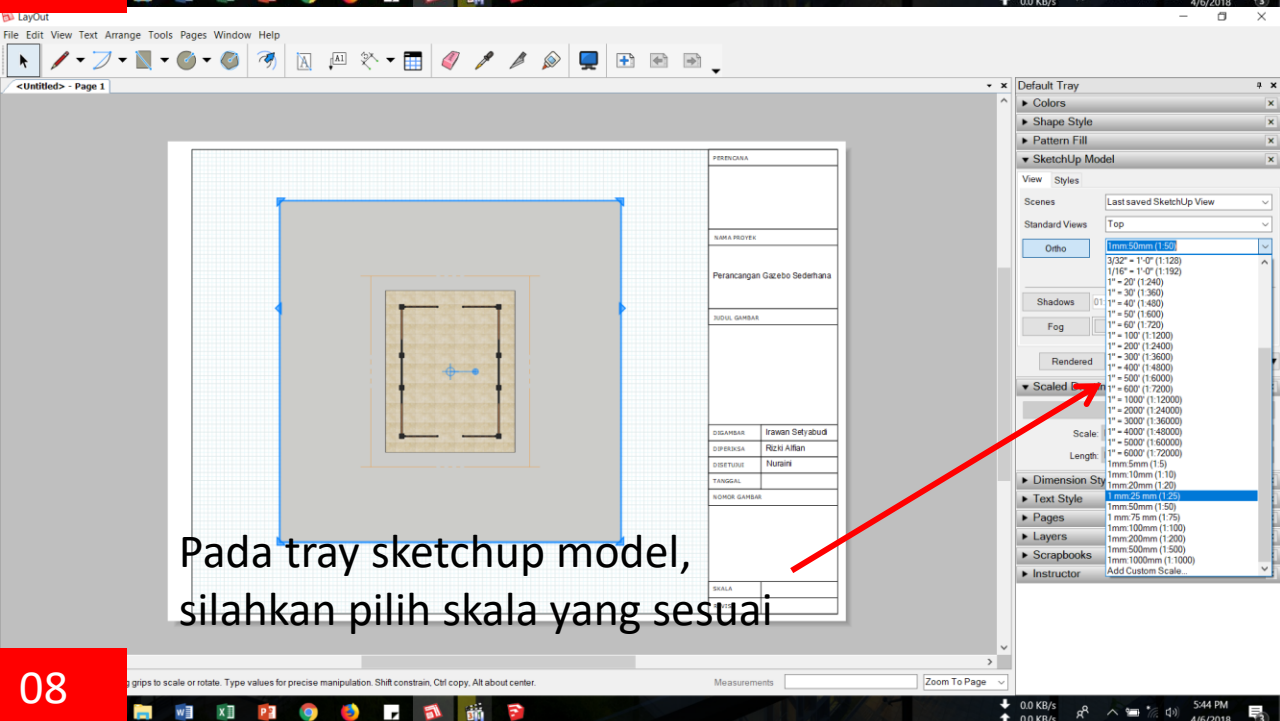 0.0 KB/s
4/6/2018
LayOut
File Edit View Text Arrange Tools Pages Window Help
<Untitled> - Page 1
PERENCANA
NAMA PROYEK
Perancangan Gazebo Sederhana
JUDUL GAMBAR
DIGAMBAR Irawan Setyabudi
DIPERIKSA Rizki Alfian
DISETUJUI Nuraini
TANGGAL
NOMOR GAMBAR
SKALA
Pada tray sketchup model,
silahkan pilih skala yang sesuai
Default Tray
Colors
Shape Style
Pattern Fill
SketchUp Model
View Styles
Scenes Last saved SketchUp View
Standard Views Top
Ortho 1mm:50mm (1:50)
3/32" = 1'-0" (1:128)
1/16" = 1'-0" (1:192)
1" = 20' (1:240)
1" = 30' (1:360)
Shadows 01:
1" = 40' (1:480)
1" = 50' (1:600)
Fog
1" = 60' (1:720)
1" = 100' (1:1200)
1" = 200' (1:2400)
1" = 300' (1:3600)
Rendered
1" = 400' (1:4800)
1" = 500' (1:6000)
Scaled
1" = 600' (1:7200)
1" = 1000' (1:12000)
1" = 2000' (1:24000)
1" = 3000' (1:36000)
Scale:
1" = 4000' (1:48000)
1" = 5000' (1:60000)
Length:
1" = 6000' (1:72000)
1mm:5mm (1:5)
1mm:10mm (1:10)
Dimension Sty
1mm:20mm (1:20)
Text Style
1 mm:25 mm (1:25)
1mm:50mm (1:50)
Pages
1 mm:75 mm (1:75)
1mm:100mm (1:100)
Layers
1mm:200mm (1:200)
1mm:500mm (1:500)
Scrapbooks
1mm:1000mm (1:1000)
Instructor
Add Custom Scale...
08
grips to scale or rotate. Type values for precise manipulation. Shift constrain, Ctrl copy, Alt about center.
Measurements
Zoom To Page
0.0 KB/s
0.0 KB/s
5:44 PM
4/6/2018